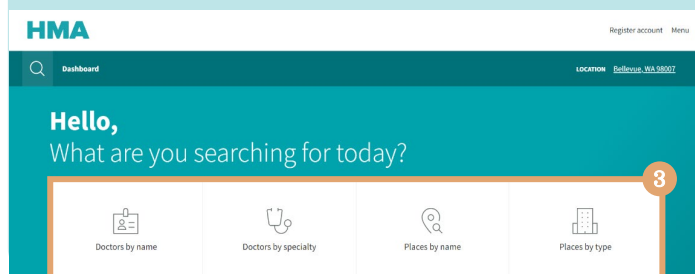 HMA
Register account Menu
Dashboard
LOCATION Bellevue, WA 98007
Hello,
What are you searching for today?
3
Doctors by name
Doctors by specialty
Places by name
Places by type